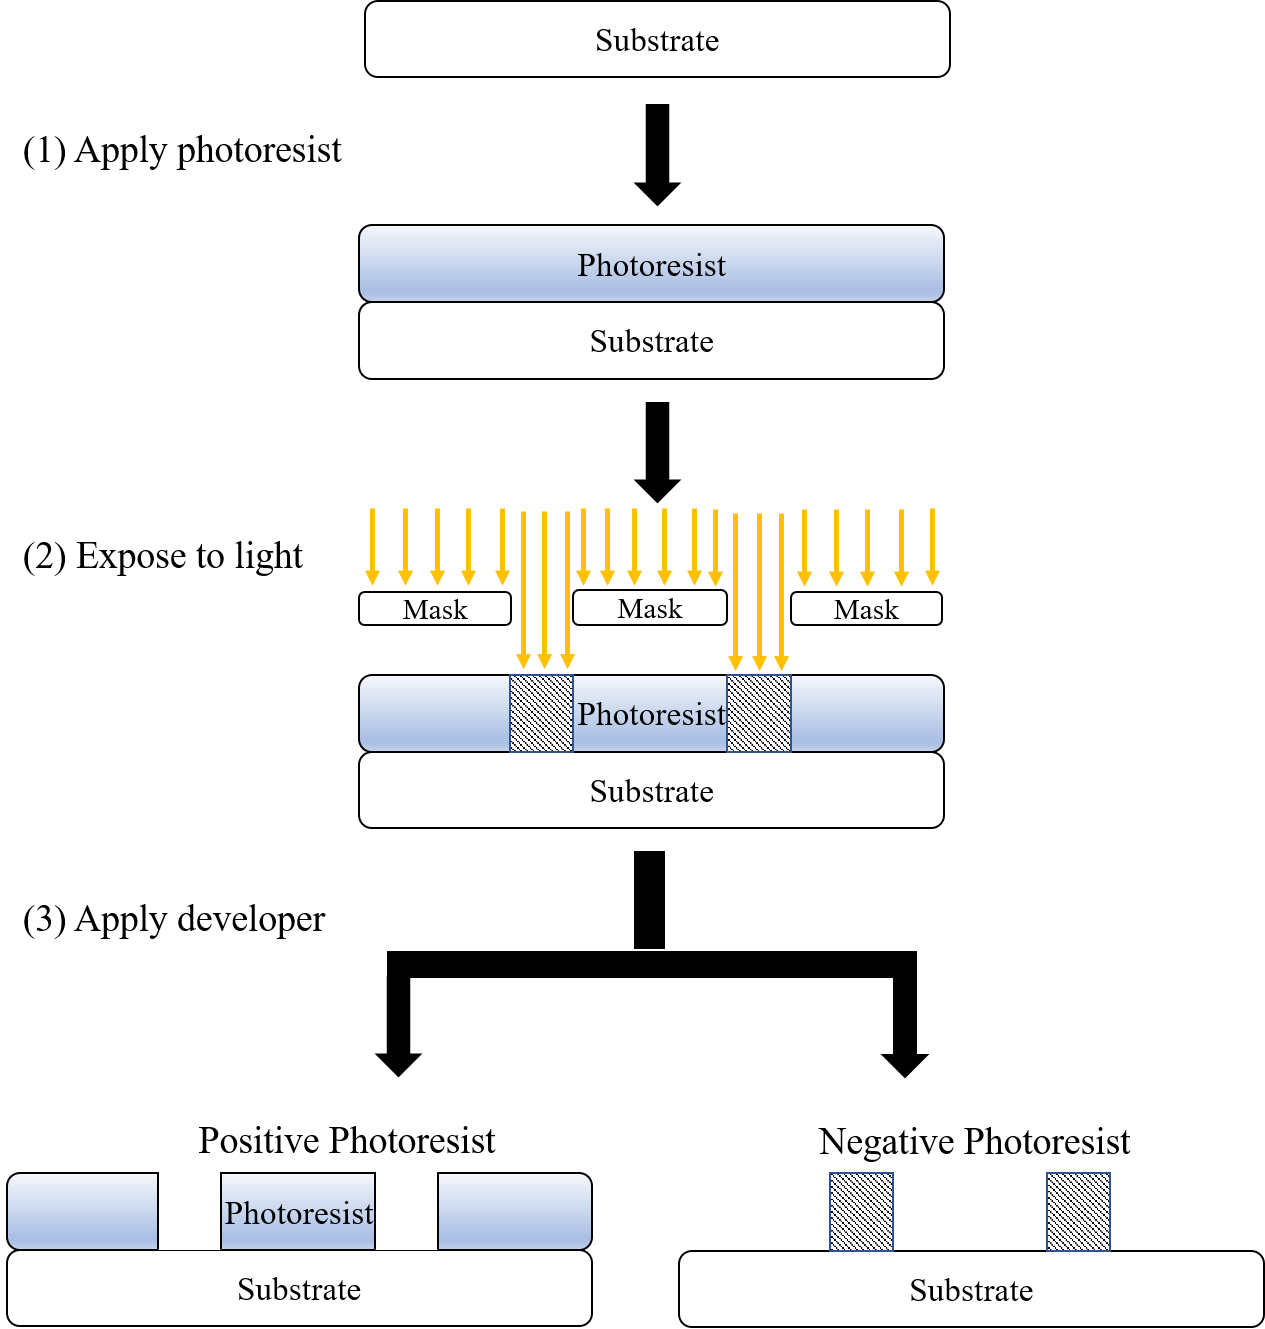 Substrate
(1) Apply photoresist
Photoresist
Substrate
(2) Expose to light
Mask
Mask
Mask
Photoresist
Substrate
(3) Apply developer
Positive Photoresist
Negative Photoresist
Photoresist
Substrate
Substrate